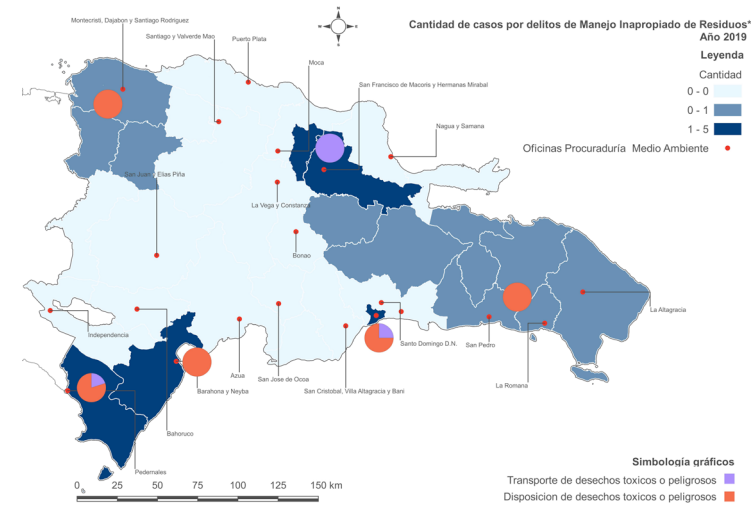 Cantidad de casos por delitos de Manejo Inapropiado de Residuos*
Año 2019
Leyenda
Cantidad
0 - 0
0 - 1
1 - 5
Oficinas Procuraduría Medio Ambiente
N
W
E
S
Montecristi, Dajabon y Santiago Rodriguez
Santiago y Valverde Mao
Puerto Plata
Moca
San Francisco de Macoris y Hermanas Mirabal
Nagua y Samana
San Juan y Elias Piña
La Vega y Constanza
Bonao
La Altagracia
Independencia
Azua
Santo Domingo D.N.
San Pedro
La Romana
San Jose de Ocoa
San Cristobal, Villa Altagracia y Bani
Barahona y Neyba
Bahoruco
Pedernales
0 25 50 75 100 150 km
Simbología gráficos
Transporte de desechos toxicos o peligrosos
Disposicion de desechos toxicos o peligrosos